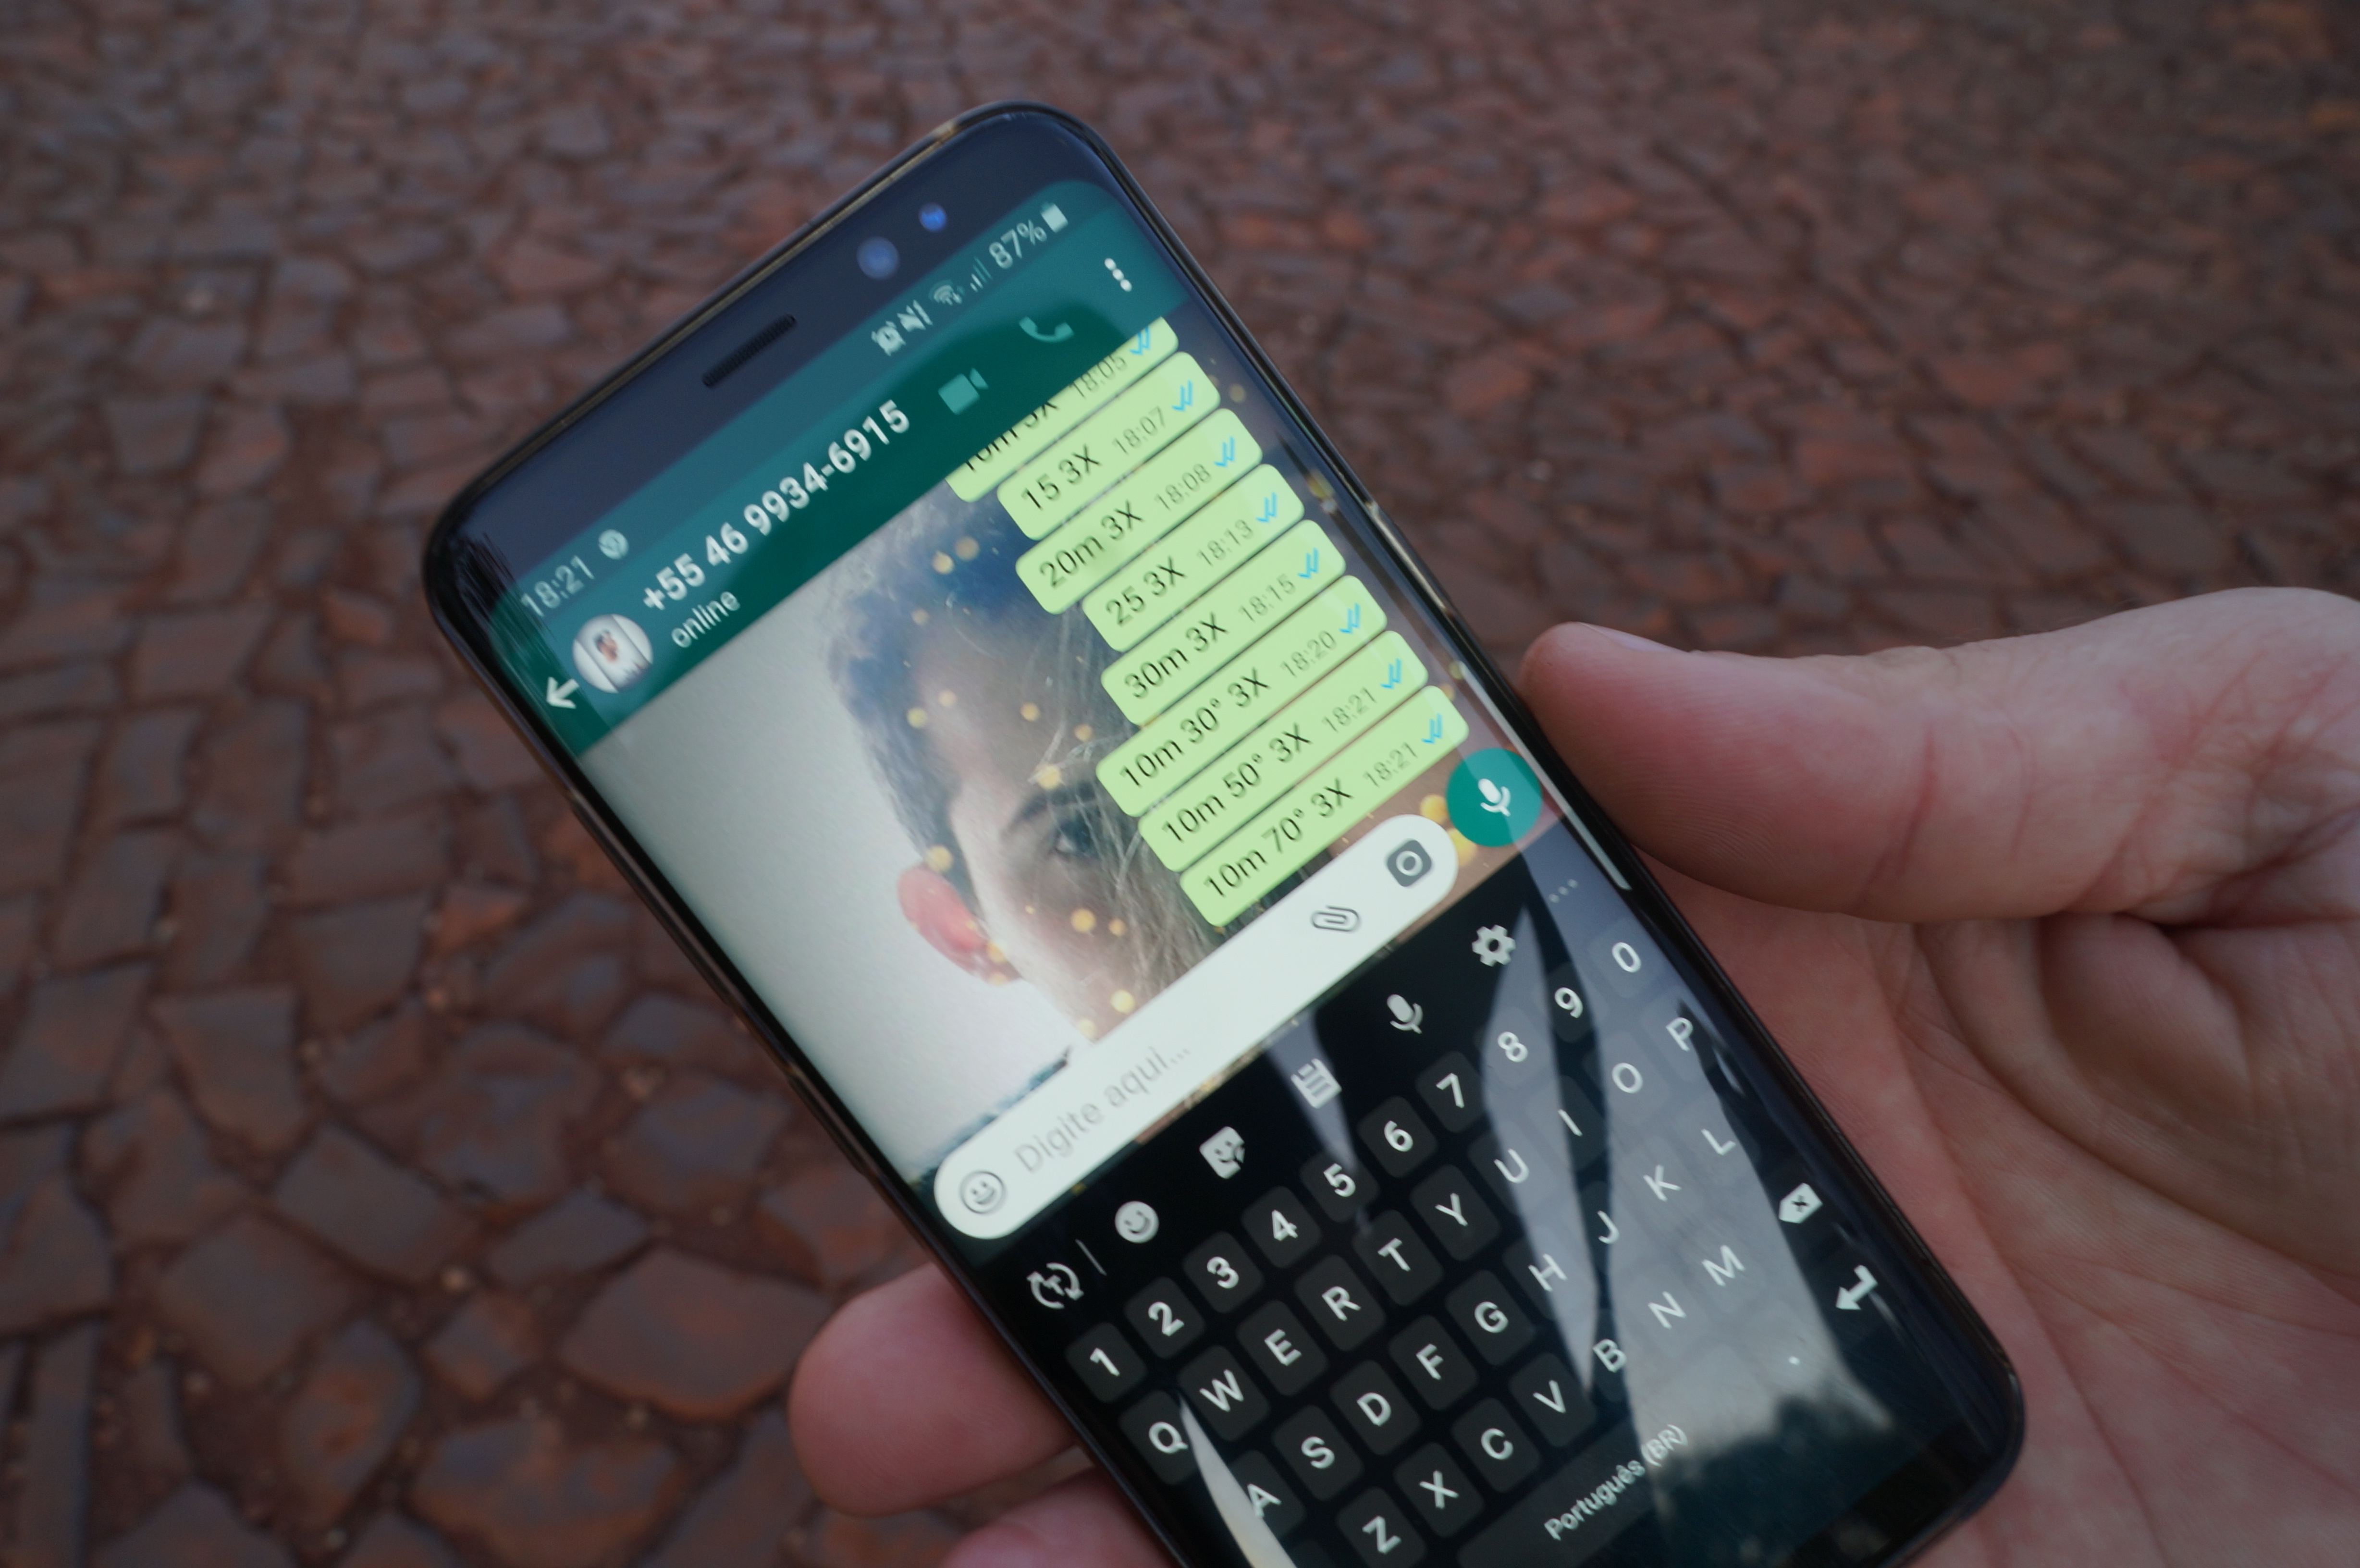 18:21 87%
+55 46 9934-6915
online
10m 3X 18:05
15 3X 18:07
20m 3X 18:08
25 3X 18:13
30m 3X 18:15
10m 30° 3X 18:20
10m 50° 3X 18:21
10m 70° 3X 18:21
Digite aqui...
1 2 3 4 5 6 7 8 9 0
Q W E R T Y U I O P
A S D F G H J K L
Z X C V B N M
Português (BR) .